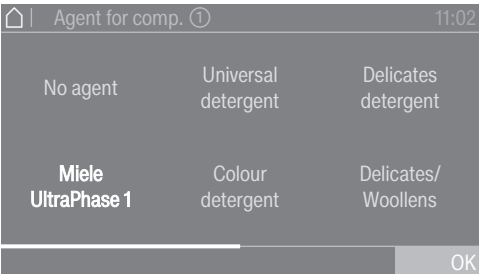 Agent for comp. ①
11:02
No agent
Universal
detergent
Delicates
detergent
Miele
UltraPhase 1
Colour
detergent
Delicates/
Woollens
OK